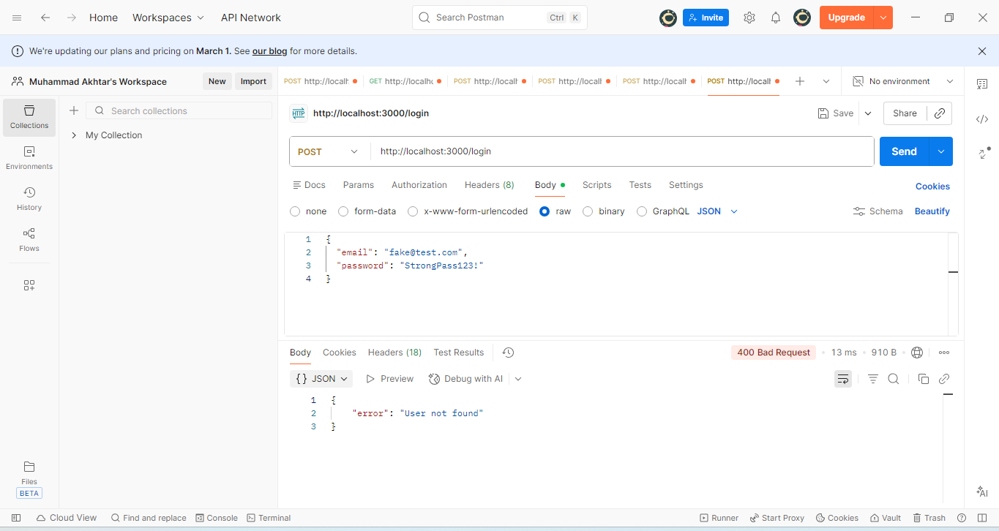 Home Workspaces API Network Search Postman Ctrl K Invite Upgrade
We're updating our plans and pricing on March 1. See our blog for more details.
Muhammad Akhtar's Workspace New Import
POST http://localh GET http://localhc POST http://localh POST http://localh POST http://localh POST http://localh No environment
Collections
Environments
History
Flows
Files
BETA
Search collections
My Collection
HTTP http://localhost:3000/login Save Share
POST http://localhost:3000/login Send
Docs Params Authorization Headers (8) Body Scripts Tests Settings Cookies
none form-data x-www-form-urlencoded raw binary GraphQL JSON Schema Beautify
1 {
2 "email": "fake@test.com",
3 "password": "StrongPass123!"
4 }
Body Cookies Headers (18) Test Results 400 Bad Request • 13 ms • 910 B
{} JSON Preview Debug with AI
1 {
2 "error": "User not found"
3 }
AI
Cloud View Find and replace Console Terminal Runner Start Proxy Cookies Vault Trash